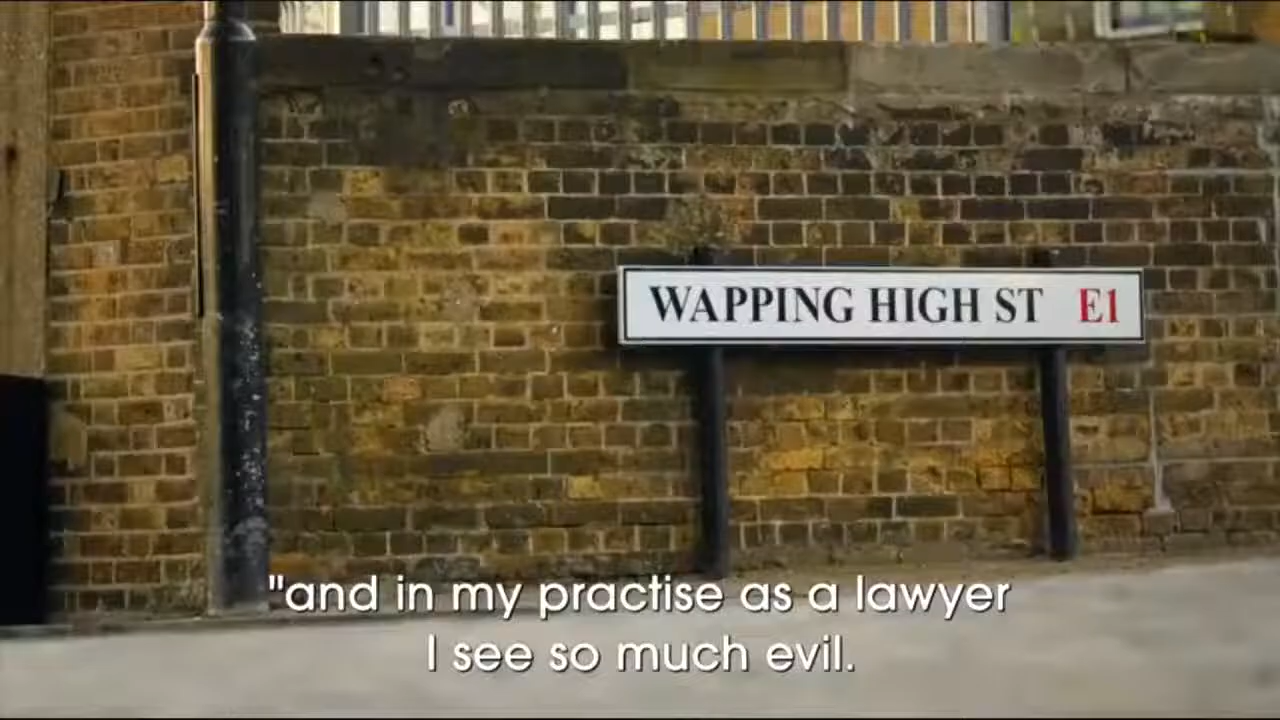 WAPPING HIGH ST E1
"and in my practise as a lawyer
I see so much evil.